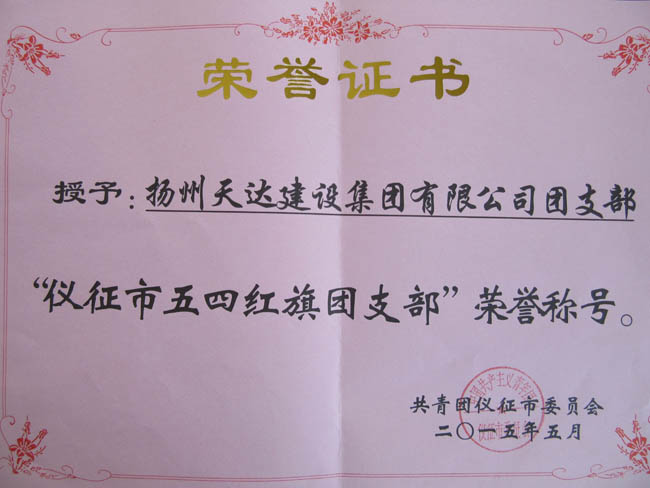 荣誉证书
授予：扬州天达建设集团有限公司团支部
“仪征市五四红旗团支部”荣誉称号。
共青团仪征市委员会
二〇一五年五月